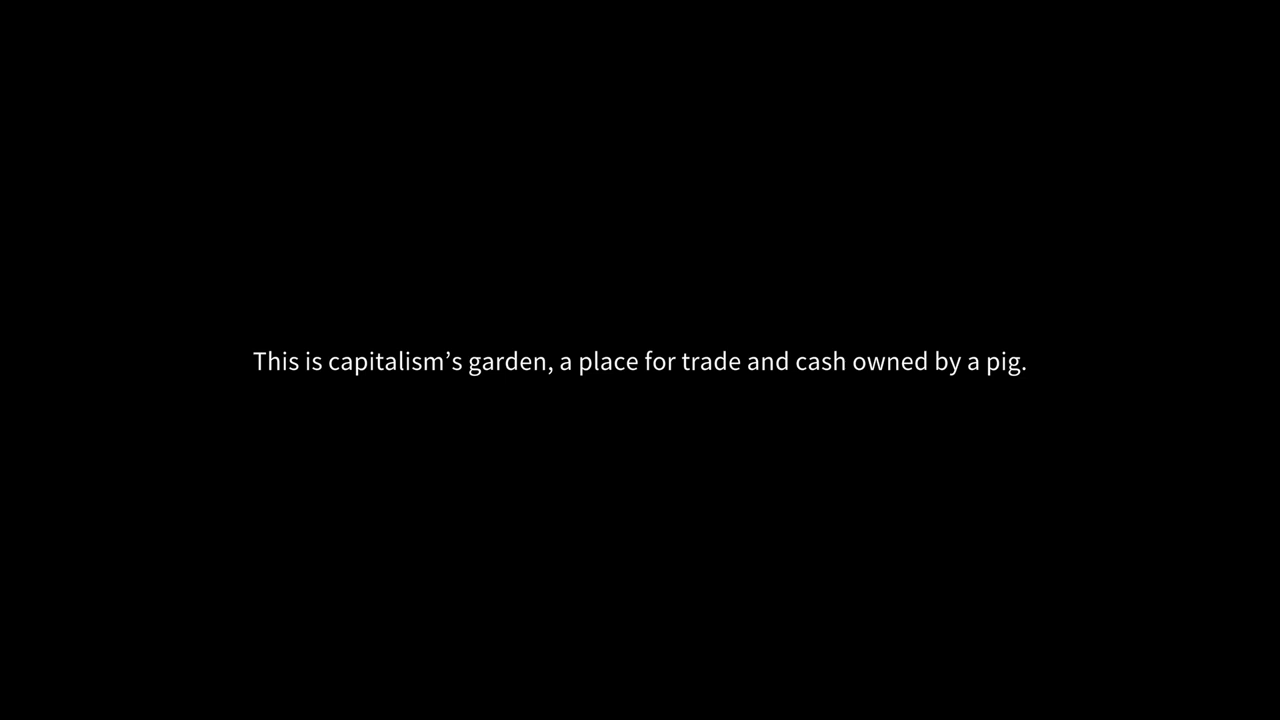 This is capitalism’s garden, a place for trade and cash owned by a pig.